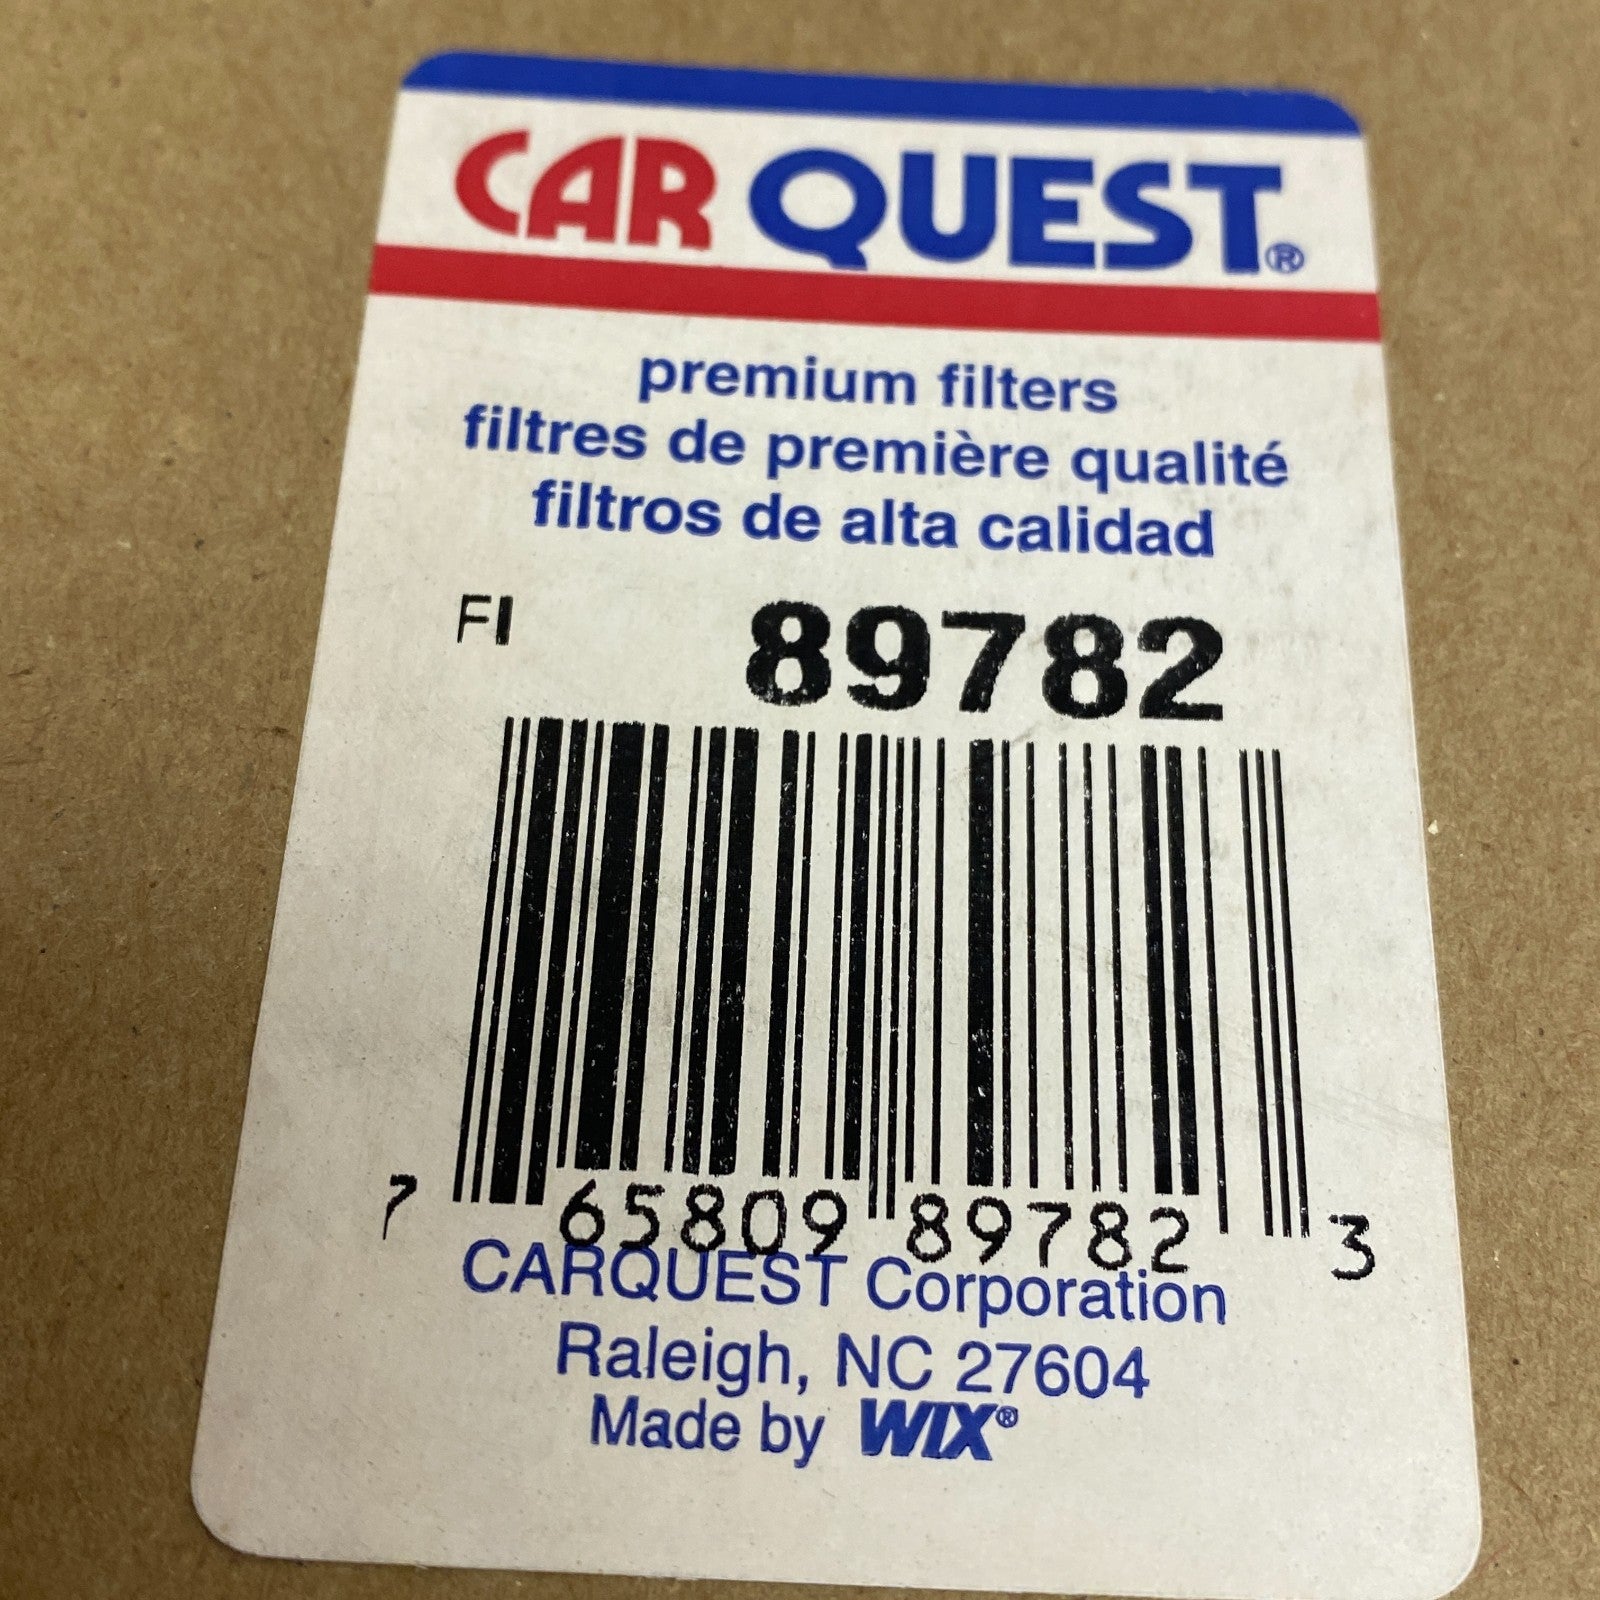 CAR QUEST®
premium filters
filtres de première qualité
filtros de alta calidad
FI 89782
7 65809 89782 3
CARQUEST Corporation
Raleigh, NC 27604
Made by WIX®